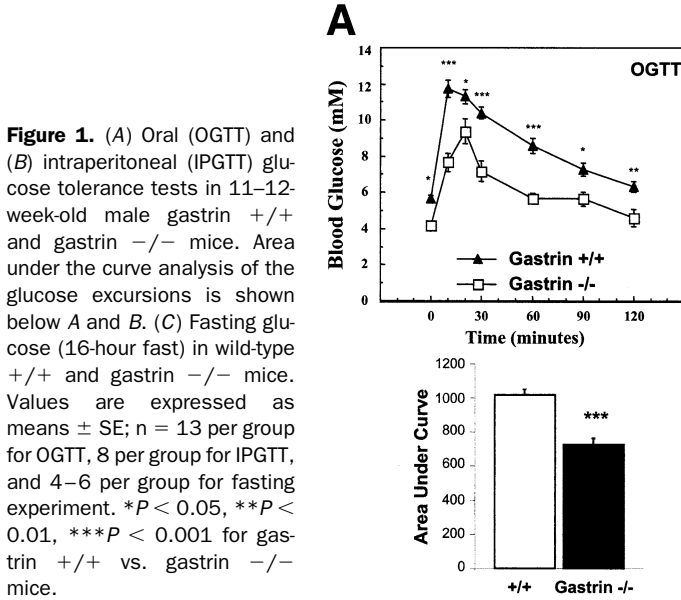 Figure 1. (A) Oral (OGTT) and
(B) intraperitoneal (IPGTT) glu-
cose tolerance tests in 11–12-
week-old male gastrin +/+
and gastrin −/− mice. Area
under the curve analysis of the
glucose excursions is shown
below A and B. (C) Fasting glu-
cose (16-hour fast) in wild-type
+/+ and gastrin −/− mice.
Values are expressed as
means ± SE; n = 13 per group
for OGTT, 8 per group for IPGTT,
and 4–6 per group for fasting
experiment. *P < 0.05, **P <
0.01, ***P < 0.001 for gas-
trin +/+ vs. gastrin −/−
mice.
A
OGTT
Blood Glucose (mM)
14
12
10
8
6
4
2
0
* *** * *** *** * **
Gastrin +/+
Gastrin -/-
0 30 60 90 120
Time (minutes)
Area Under Curve
1200
1000
800
600
400
200
0
***
+/+ Gastrin -/-